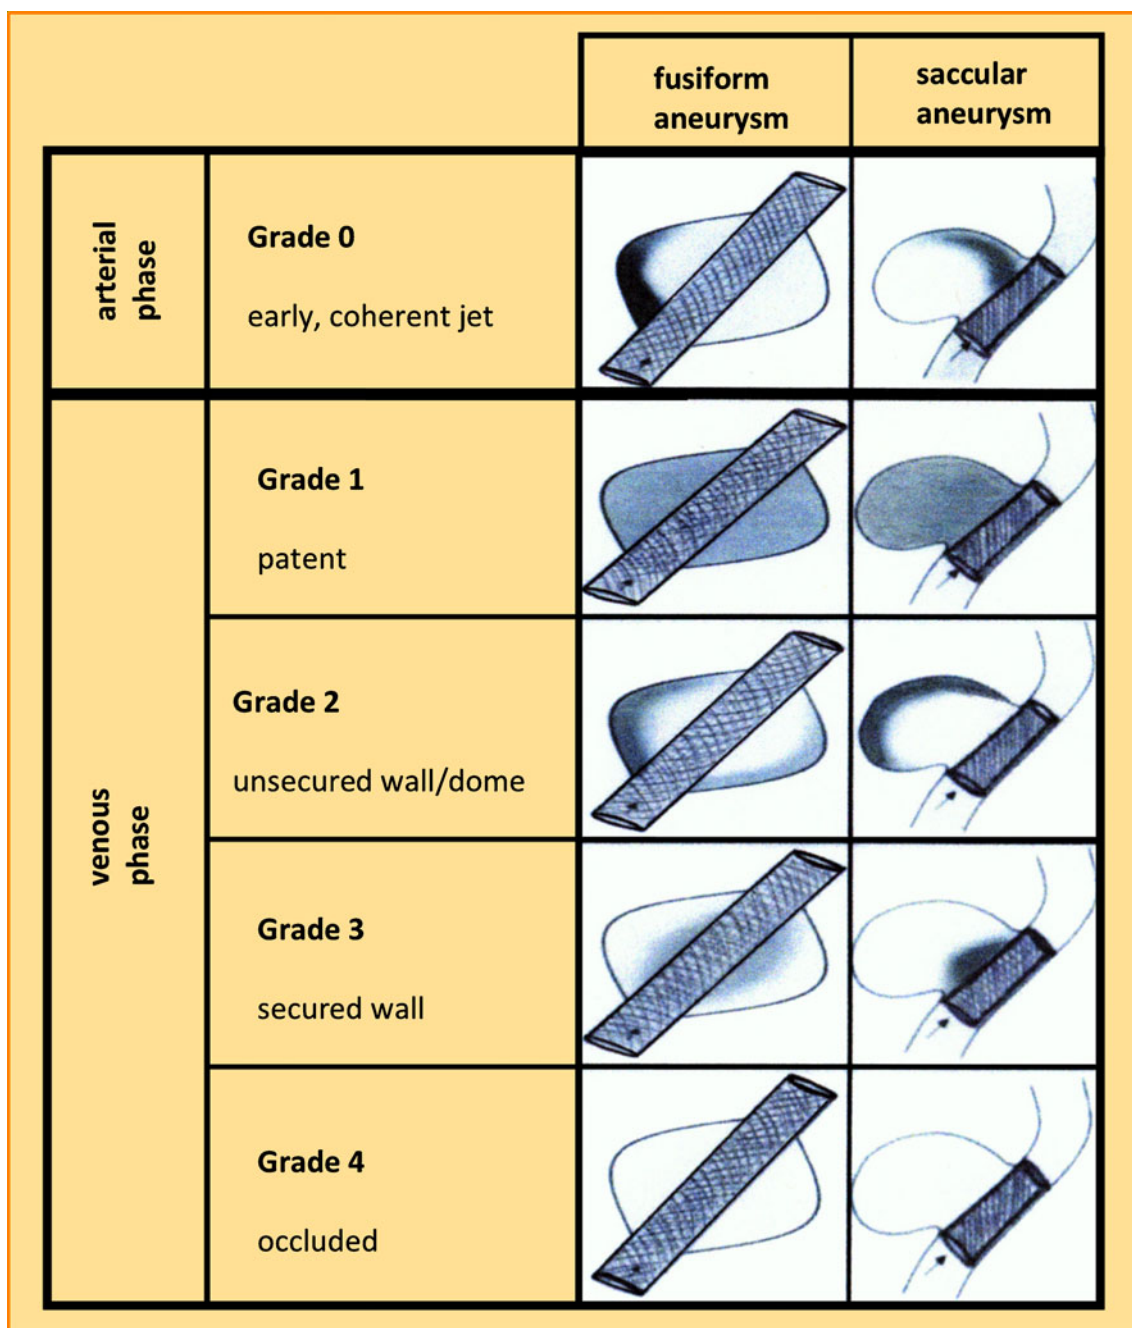 fusiform
aneurysm
saccular
aneurysm
arterial
phase
Grade 0
early, coherent jet
venous
phase
Grade 1
patent
Grade 2
unsecured wall/dome
Grade 3
secured wall
Grade 4
occluded